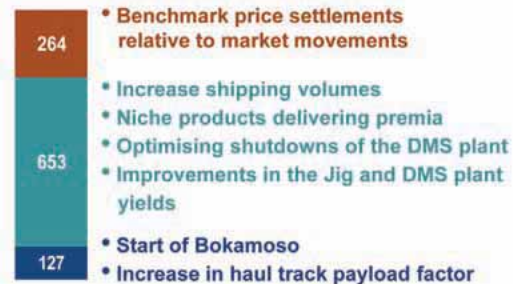 264
• Benchmark price settlements
relative to market movements
653
• Increase shipping volumes
• Niche products delivering premia
• Optimising shutdowns of the DMS plant
• Improvements in the Jig and DMS plant
yields
127
• Start of Bokamoso
• Increase in haul track payload factor